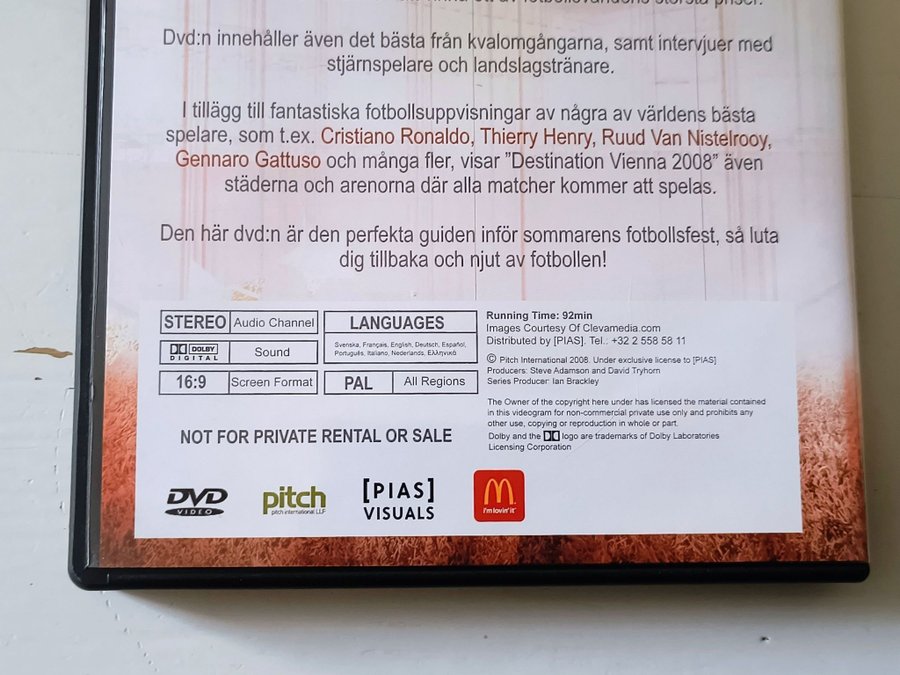 största priser.
Dvd:n innehåller även det bästa från kvalomgångarna, samt intervjuer med
stjärnspelare och landslagstränare.
I tillägg till fantastiska fotbollsuppvisningar av några av världens bästa
spelare, som t.ex. Cristiano Ronaldo, Thierry Henry, Ruud Van Nistelrooy,
Gennaro Gattuso och många fler, visar ”Destination Vienna 2008” även
städerna och arenorna där alla matcher kommer att spelas.
Den här dvd:n är den perfekta guiden inför sommarens fotbollsfest, så luta
dig tillbaka och njut av fotbollen!
STEREO Audio Channel
DOLBY DIGITAL Sound
16:9 Screen Format
LANGUAGES
Svenska, Français, English, Deutsch, Español,
Português, Italiano, Nederlands, Ελληνικά
PAL All Regions
NOT FOR PRIVATE RENTAL OR SALE
Running Time: 92min
Images Courtesy Of Clevamedia.com
Distributed by [PIAS]. Tel.: +32 2 558 58 11
© Pitch International 2008. Under exclusive license to [PIAS]
Producers: Steve Adamson and David Tryhorn
Series Producer: Ian Brackley
The Owner of the copyright here under has licensed the material contained
in this videogram for non-commercial private use only and prohibits any
other use, copying or reproduction in whole or part.
Dolby and the logo are trademarks of Dolby Laboratories
Licensing Corporation
DVD
VIDEO
pitch
pitch international LLP
[PIAS]
VISUALS
i'm lovin' it